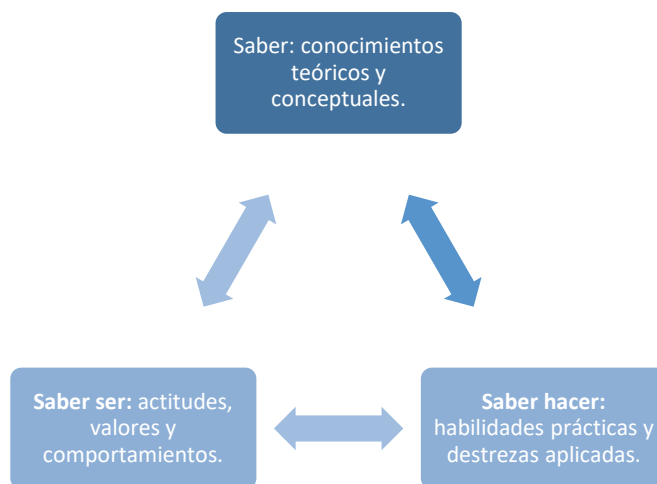 Saber: conocimientos
teóricos y
conceptuales.
Saber ser: actitudes,
valores y
comportamientos.
Saber hacer:
habilidades prácticas y
destrezas aplicadas.